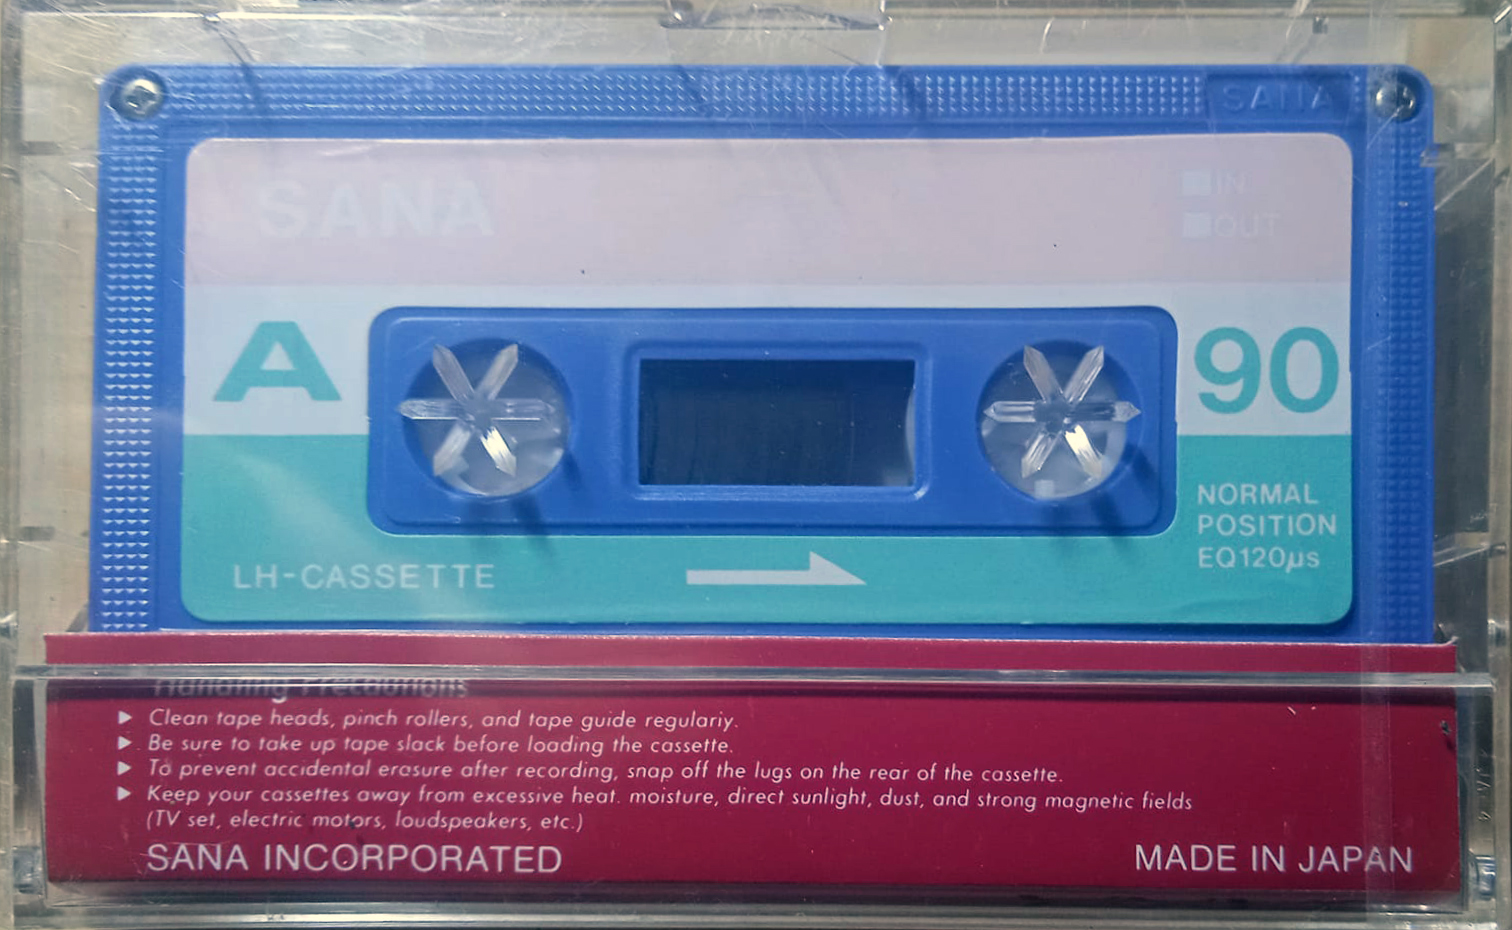 SANA
SANA
IN
OUT
A
90
NORMAL
POSITION
EQ120µs
LH-CASSETTE
Handling Precautions
▶ Clean tape heads, pinch rollers, and tape guide regulariy.
▶ Be sure to take up tape slack before loading the cassette.
▶ To prevent accidental erasure after recording, snap off the lugs on the rear of the cassette.
▶ Keep your cassettes away from excessive heat. moisture, direct sunlight, dust, and strong magnetic fields
(TV set, electric motors, loudspeakers, etc.)
SANA INCORPORATED
MADE IN JAPAN